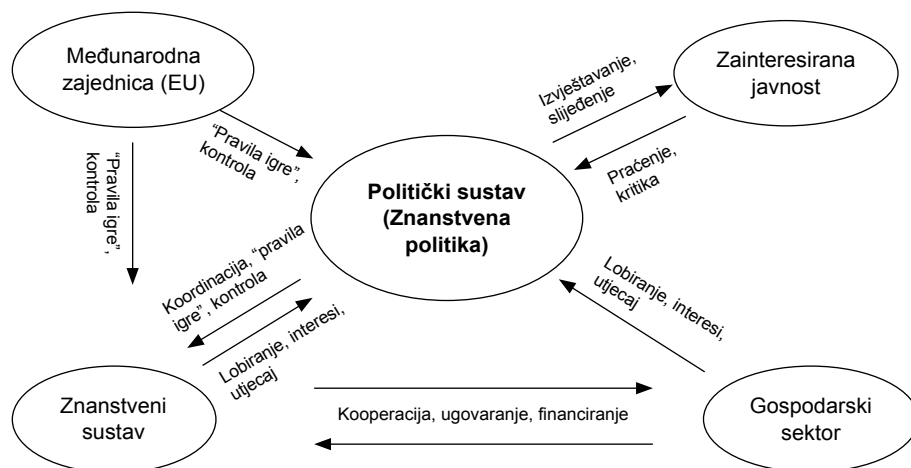 Međunarodna
zajednica (EU)
Zainteresirana
javnost
Izvještavanje,
slijeđenje
“Pravila igre”,
kontrola
“Pravila igre”,
kontrola
Praćenje,
kritika
Politički sustav
(Znanstvena
politika)
Koordinacija, “pravila
igre”, kontrola
Lobiranje, interesi,
utjecaj
Lobiranje, interesi,
utjecaj
Znanstveni
sustav
Kooperacija, ugovaranje, financiranje
Gospodarski
sektor